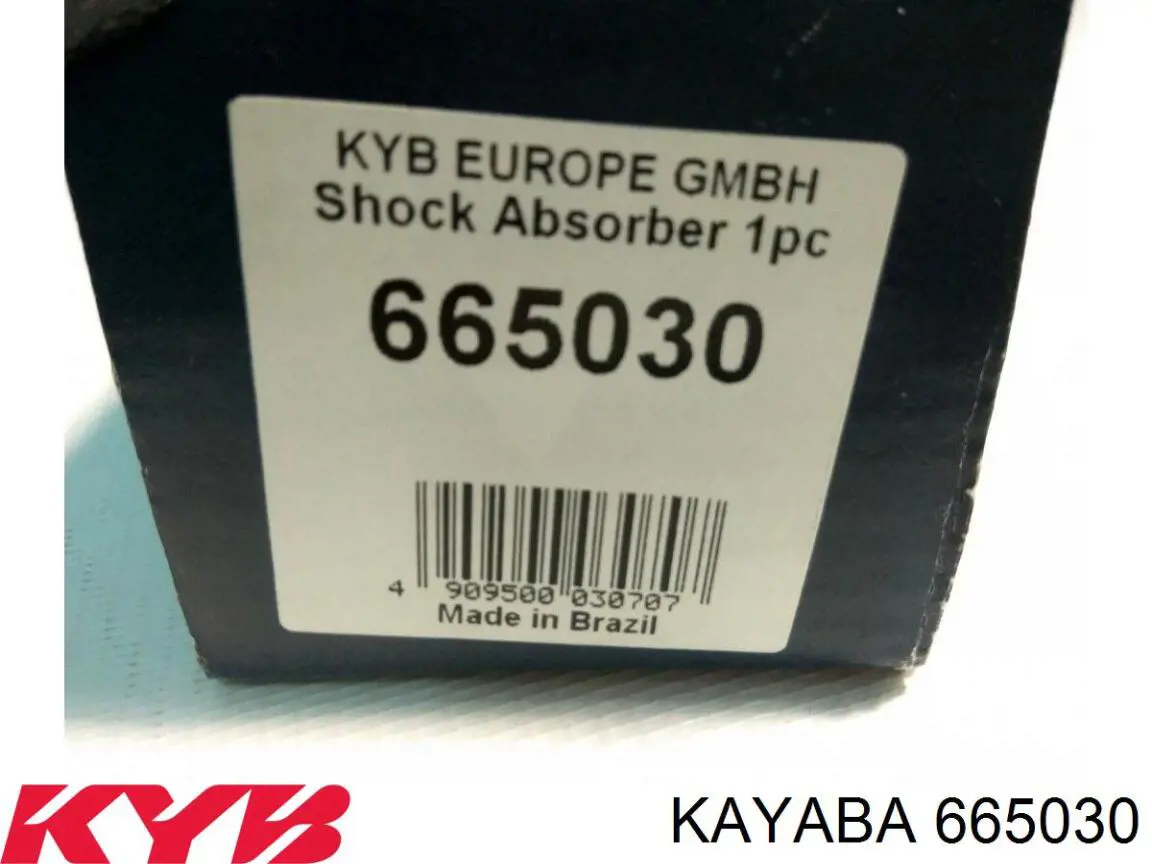 KYB EUROPE GMBH
Shock Absorber 1pc
665030
4 909500 030707
Made in Brazil
KYB
KAYABA 665030